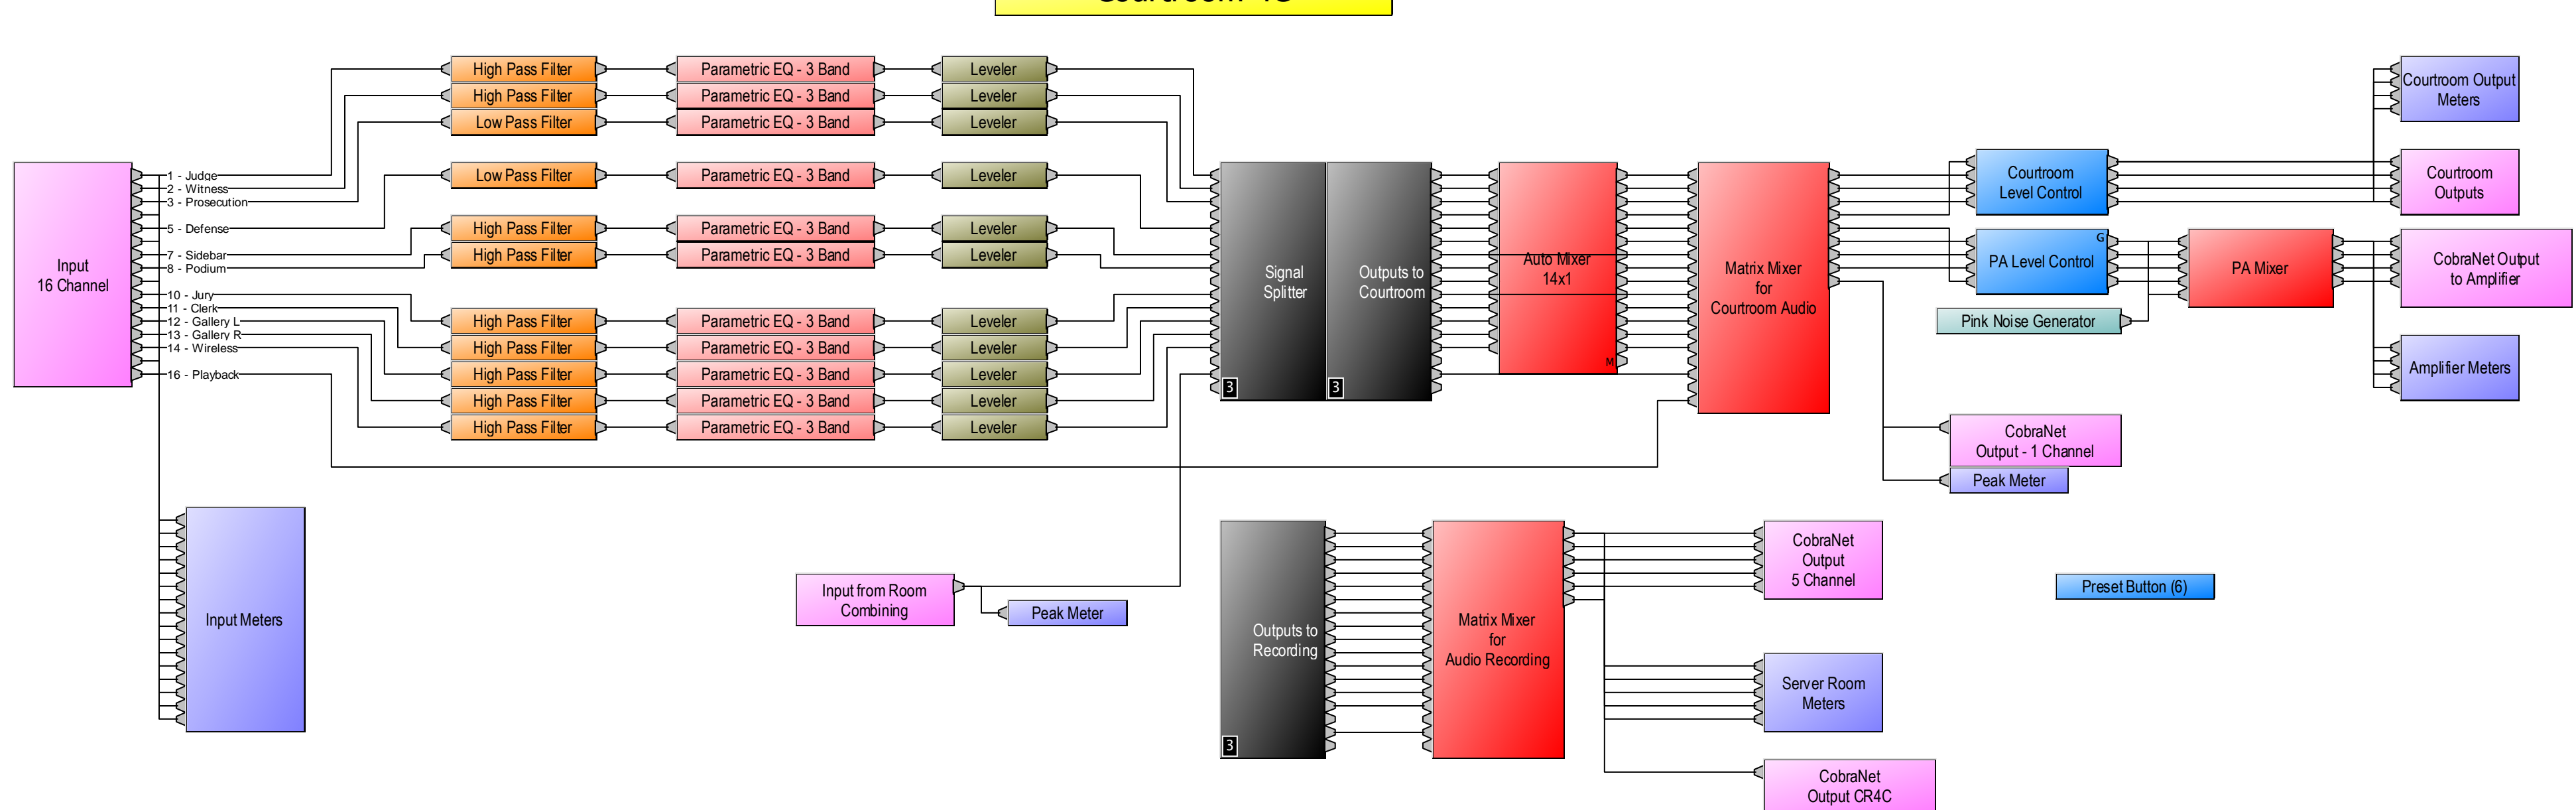 High Pass Filter
Parametric EQ - 3 Band
Leveler
High Pass Filter
Parametric EQ - 3 Band
Leveler
Low Pass Filter
Parametric EQ - 3 Band
Leveler
Low Pass Filter
Parametric EQ - 3 Band
Leveler
High Pass Filter
Parametric EQ - 3 Band
Leveler
High Pass Filter
Parametric EQ - 3 Band
Leveler
High Pass Filter
Parametric EQ - 3 Band
Leveler
High Pass Filter
Parametric EQ - 3 Band
Leveler
High Pass Filter
Parametric EQ - 3 Band
Leveler
High Pass Filter
Parametric EQ - 3 Band
Leveler
High Pass Filter
Parametric EQ - 3 Band
Leveler
Input
16 Channel
1 - Judge
2 - Witness
3 - Prosecution
5 - Defense
7 - Sidebar
8 - Podium
10 - Jury
11 - Clerk
12 - Gallery L
13 - Gallery R
14 - Wireless
16 - Playback
Input Meters
Signal
Splitter
3
Outputs to
Courtroom
3
Auto Mixer
14x1
M
Matrix Mixer
for
Courtroom Audio
Courtroom
Level Control
Courtroom Output
Meters
Courtroom
Outputs
G
PA Level Control
PA Mixer
CobraNet Output
to Amplifier
Pink Noise Generator
Amplifier Meters
CobraNet
Output - 1 Channel
Peak Meter
Input from Room
Combining
Peak Meter
Outputs to
Recording
3
Matrix Mixer
for
Audio Recording
CobraNet
Output
5 Channel
Server Room
Meters
CobraNet
Output CR4C
Preset Button (6)